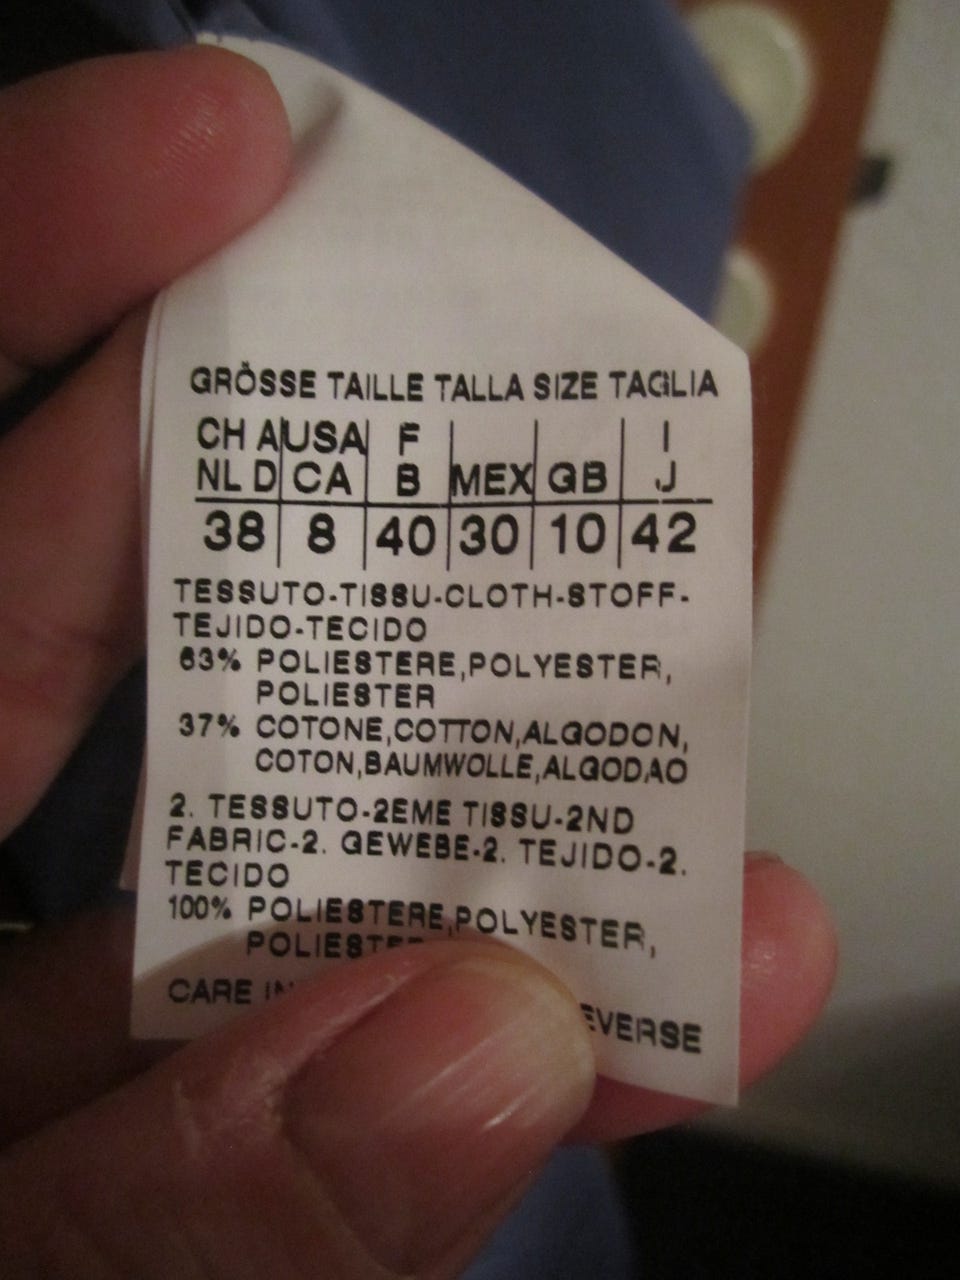 GRÖSSE TAILLE TALLA SIZE TAGLIA
CH A USA F I
NL D CA B MEX GB J
38 8 40 30 10 42
TESSUTO-TISSU-CLOTH-STOFF-
TEJIDO-TECIDO
63% POLIESTERE,POLYESTER,
POLIESTER
37% COTONE,COTTON,ALGODON,
COTON,BAUMWOLLE,ALGODAO
2. TESSUTO-2EME TISSU-2ND
FABRIC-2. GEWEBE-2. TEJIDO-2.
TECIDO
100% POLIESTERE,POLYESTER,
CARE